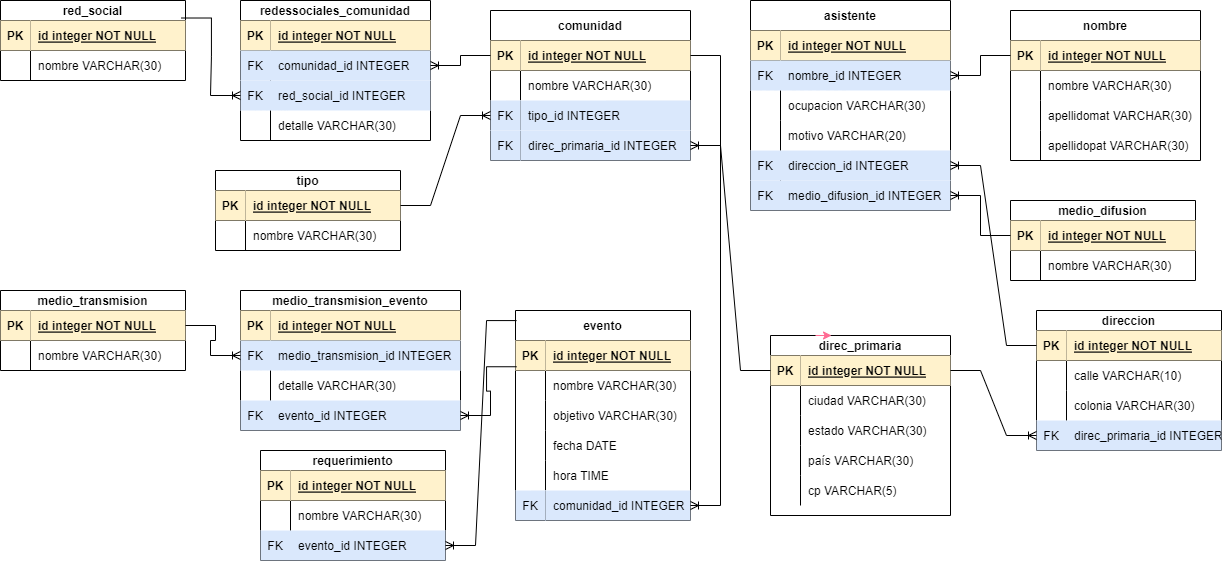 red_social
PK id integer NOT NULL
nombre VARCHAR(30)
redessociales_comunidad
PK id integer NOT NULL
FK comunidad_id INTEGER
FK red_social_id INTEGER
detalle VARCHAR(30)
comunidad
PK id integer NOT NULL
nombre VARCHAR(30)
FK tipo_id INTEGER
FK direc_primaria_id INTEGER
asistente
PK id integer NOT NULL
FK nombre_id INTEGER
ocupacion VARCHAR(30)
motivo VARCHAR(20)
FK direccion_id INTEGER
FK medio_difusion_id INTEGER
nombre
PK id integer NOT NULL
nombre VARCHAR(30)
apellidomat VARCHAR(30)
apellidopat VARCHAR(30)
tipo
PK id integer NOT NULL
nombre VARCHAR(30)
medio_difusion
PK id integer NOT NULL
nombre VARCHAR(30)
medio_transmision
PK id integer NOT NULL
nombre VARCHAR(30)
medio_transmision_evento
PK id integer NOT NULL
FK medio_transmision_id INTEGER
detalle VARCHAR(30)
FK evento_id INTEGER
evento
PK id integer NOT NULL
nombre VARCHAR(30)
objetivo VARCHAR(30)
fecha DATE
hora TIME
FK comunidad_id INTEGER
direc_primaria
PK id integer NOT NULL
ciudad VARCHAR(30)
estado VARCHAR(30)
país VARCHAR(30)
cp VARCHAR(5)
direccion
PK id integer NOT NULL
calle VARCHAR(10)
colonia VARCHAR(30)
FK direc_primaria_id INTEGER
requerimiento
PK id integer NOT NULL
nombre VARCHAR(30)
FK evento_id INTEGER